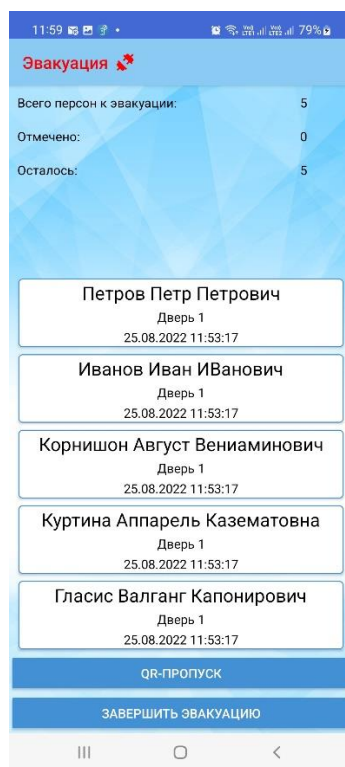 11:59 79%
Эвакуация
Всего персон к эвакуации: 5
Отмечено: 0
Осталось: 5
Петров Петр Петрович
Дверь 1
25.08.2022 11:53:17
Иванов Иван ИВанович
Дверь 1
25.08.2022 11:53:17
Корнишон Август Вениаминович
Дверь 1
25.08.2022 11:53:17
Куртина Аппарель Казематовна
Дверь 1
25.08.2022 11:53:17
Гласис Валганг Капонирович
Дверь 1
25.08.2022 11:53:17
QR-ПРОПУСК
ЗАВЕРШИТЬ ЭВАКУАЦИЮ